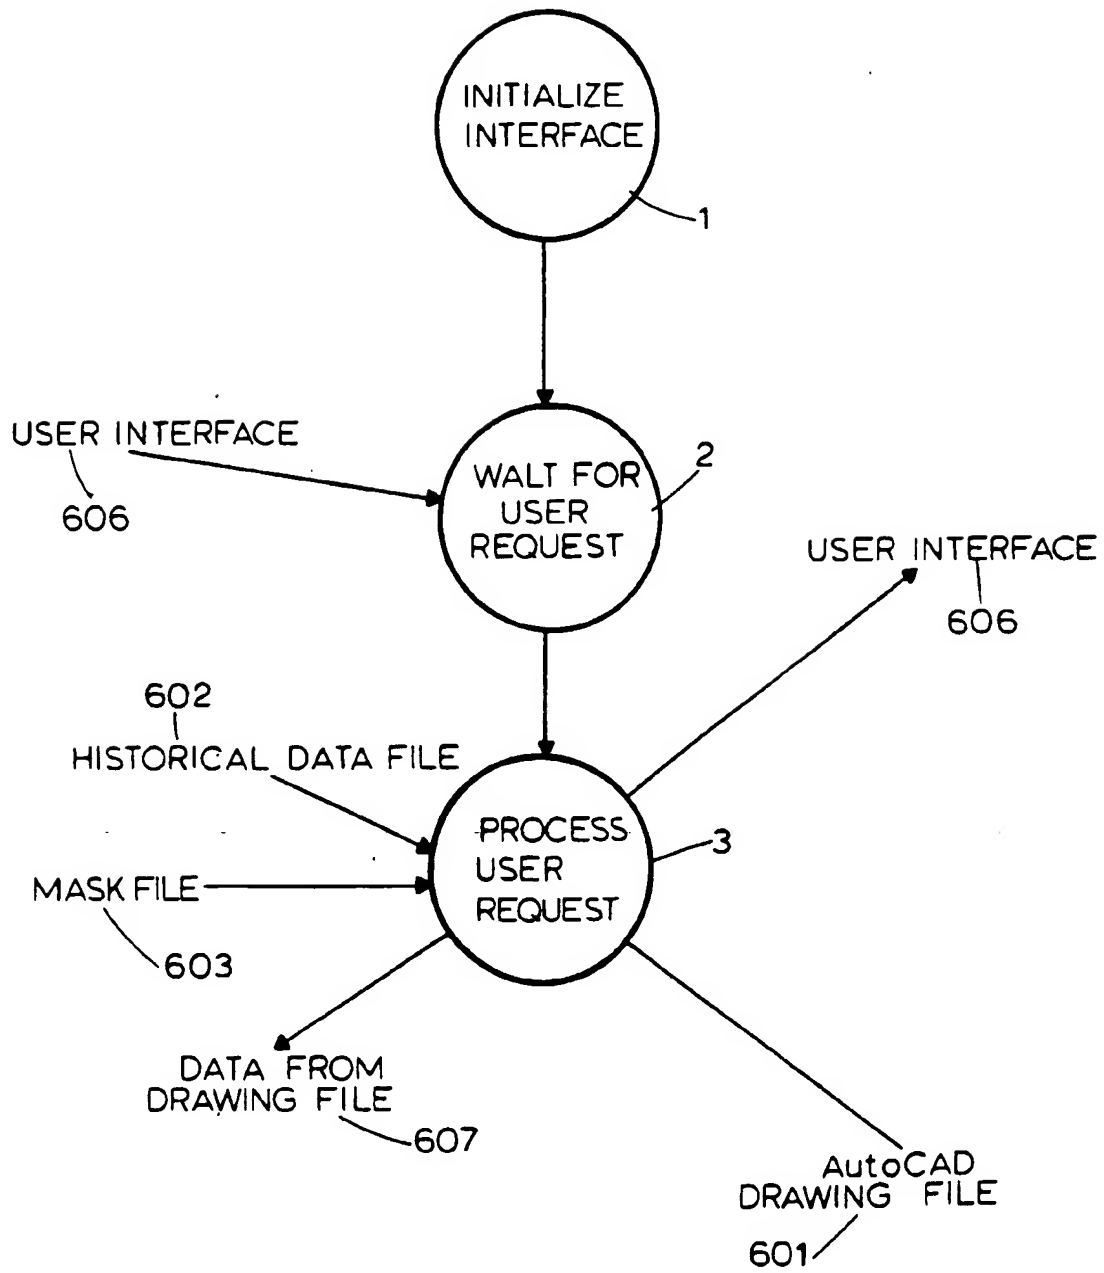 INITIALIZE
INTERFACE
1
USER INTERFACE
606
WALT FOR
USER
REQUEST
2
USER INTERFACE
606
602
HISTORICAL DATA FILE
PROCESS
USER
REQUEST
3
MASK FILE
603
DATA FROM
DRAWING FILE
607
AutoCAD
DRAWING FILE
601